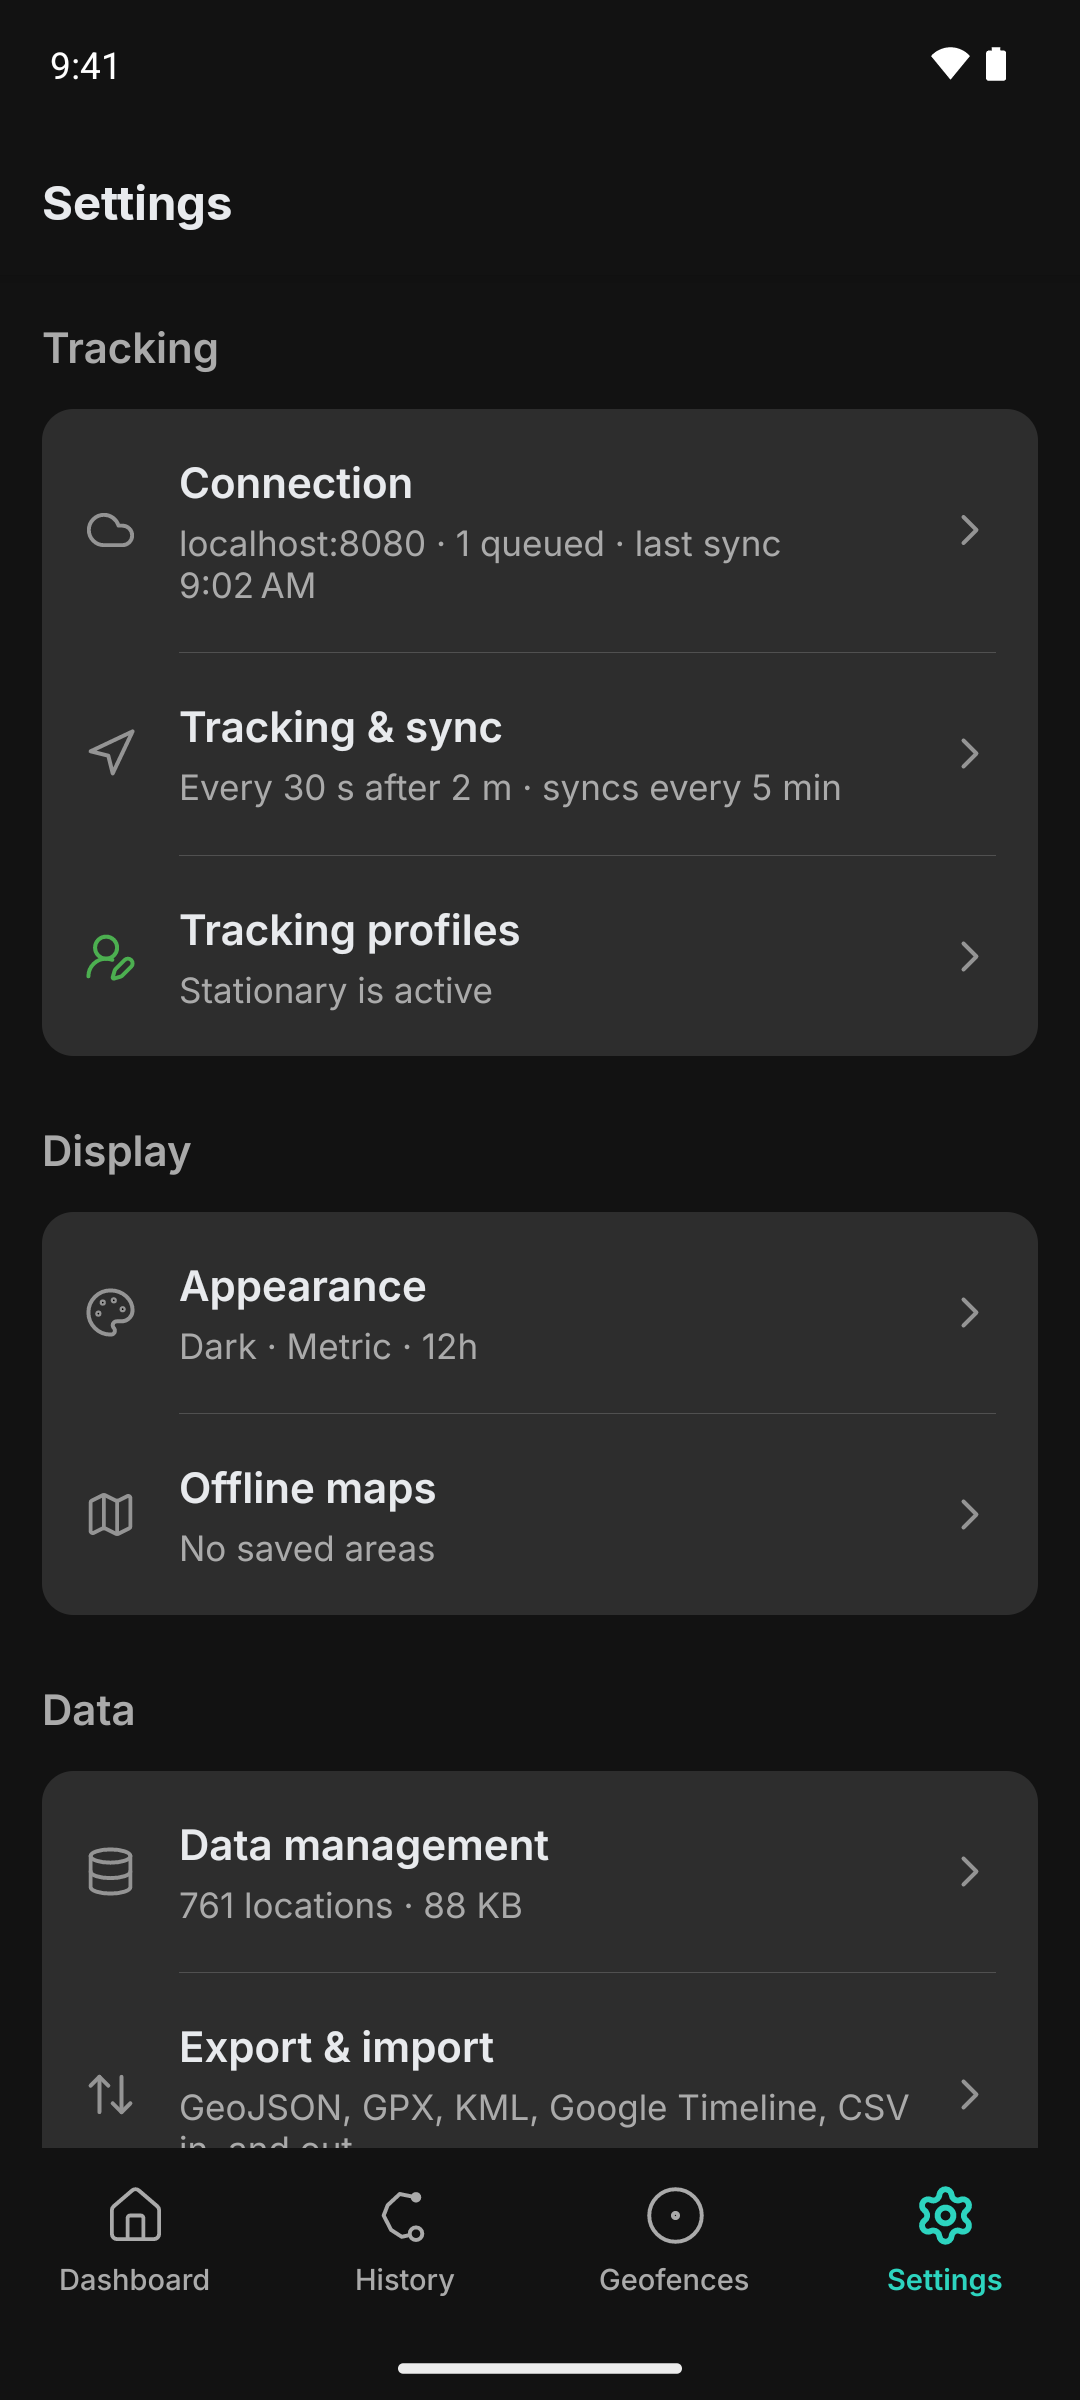 9:41
Settings
Tracking
Connection
localhost:8080 · 1 queued · last sync
9:02 AM
Tracking & sync
Every 30 s after 2 m · syncs every 5 min
Tracking profiles
Stationary is active
Display
Appearance
Dark · Metric · 12h
Offline maps
No saved areas
Data
Data management
761 locations · 88 KB
Export & import
GeoJSON, GPX, KML, Google Timeline, CSV
in, and out
Dashboard
History
Geofences
Settings